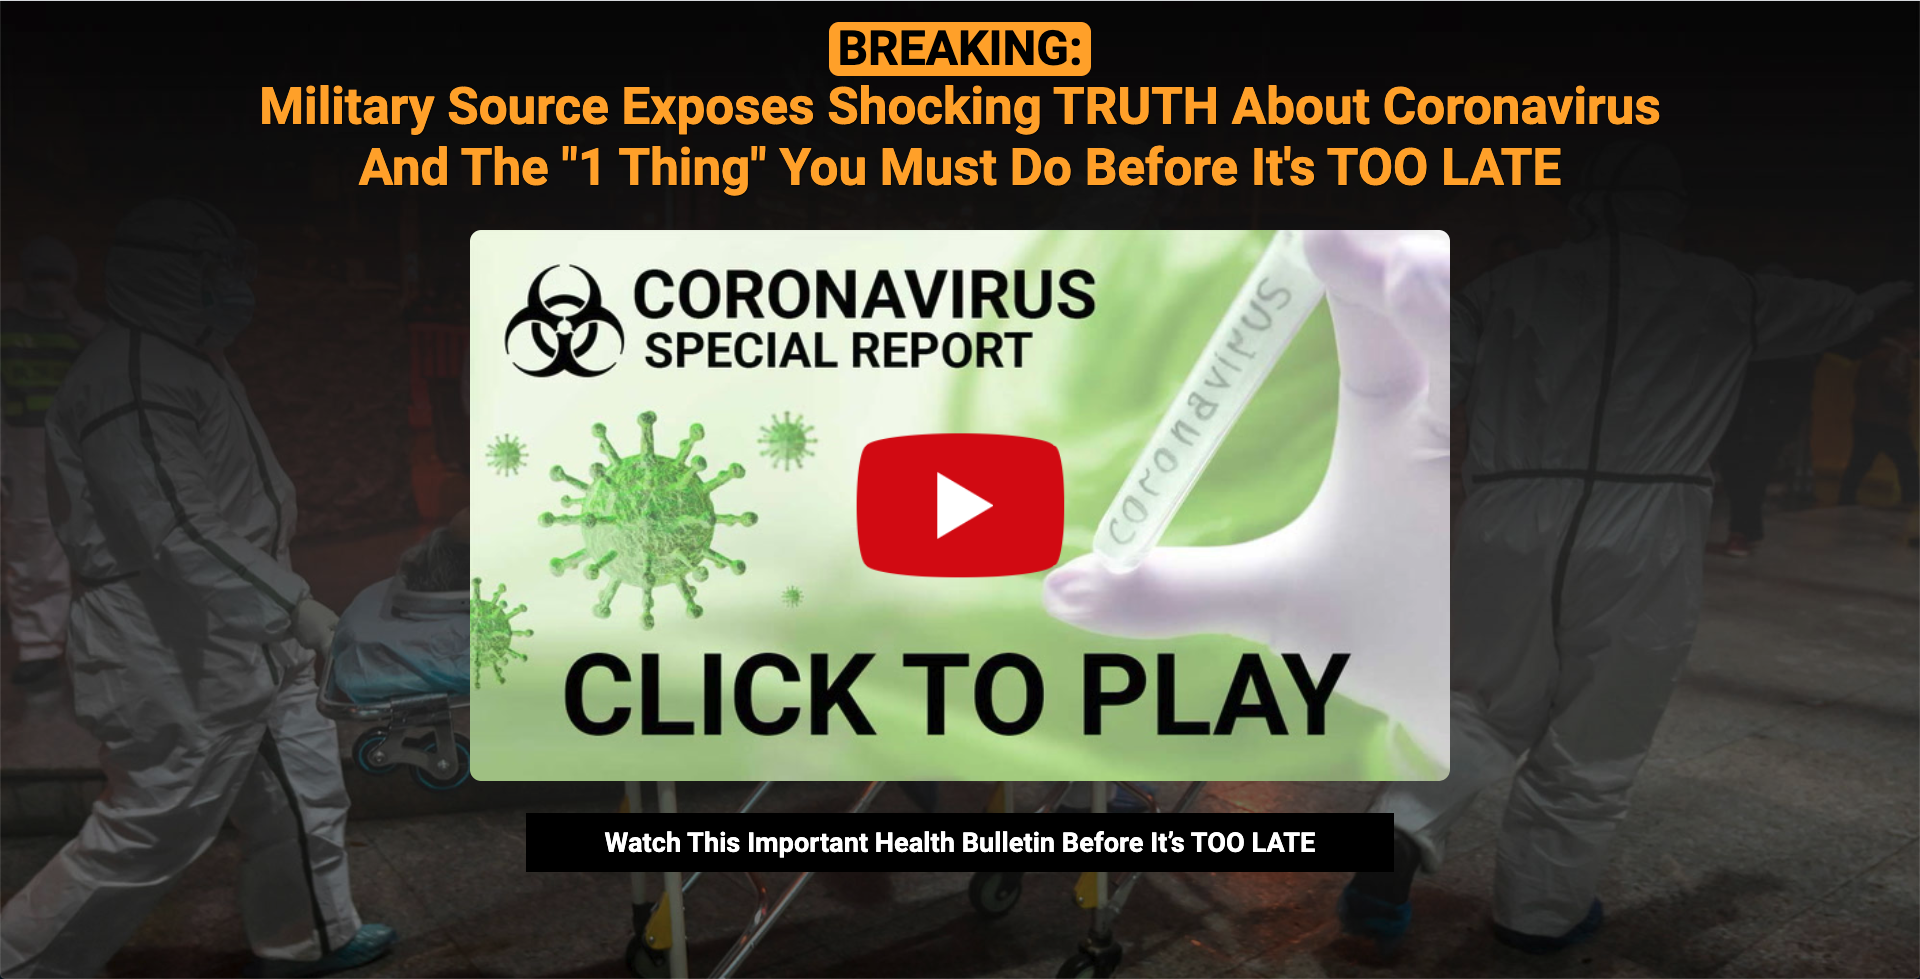 BREAKING:
Military Source Exposes Shocking TRUTH About Coronavirus
And The "1 Thing" You Must Do Before It's TOO LATE
CORONAVIRUS
SPECIAL REPORT
coronavirus
CLICK TO PLAY
Watch This Important Health Bulletin Before It’s TOO LATE